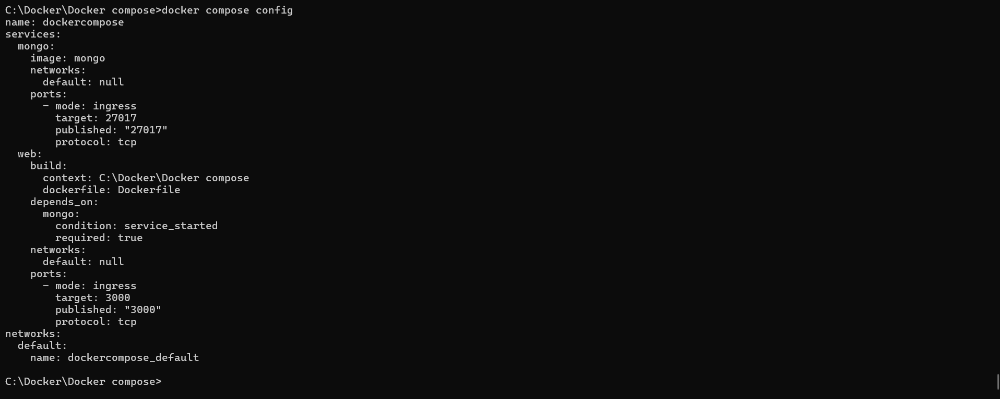 C:\Docker\Docker compose>docker compose config
name: dockercompose
services:
  mongo:
    image: mongo
    networks:
      default: null
    ports:
      - mode: ingress
        target: 27017
        published: "27017"
        protocol: tcp
  web:
    build:
      context: C:\Docker\Docker compose
      dockerfile: Dockerfile
    depends_on:
      mongo:
        condition: service_started
        required: true
    networks:
      default: null
    ports:
      - mode: ingress
        target: 3000
        published: "3000"
        protocol: tcp
networks:
  default:
    name: dockercompose_default

C:\Docker\Docker compose>